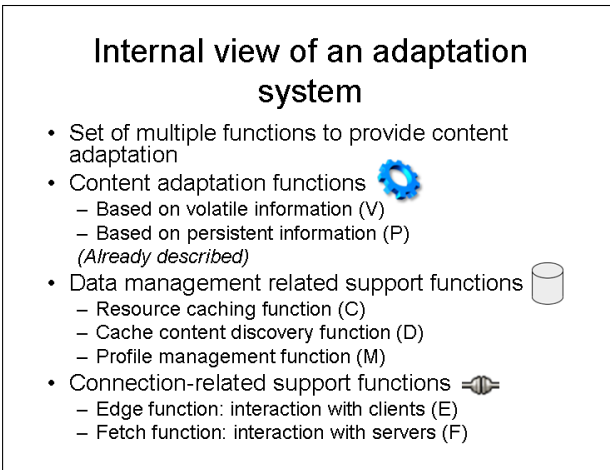 Internal view of an adaptation
system
• Set of multiple functions to provide content
adaptation
• Content adaptation functions
– Based on volatile information (V)
– Based on persistent information (P)
(Already described)
• Data management related support functions
– Resource caching function (C)
– Cache content discovery function (D)
– Profile management function (M)
• Connection-related support functions
– Edge function: interaction with clients (E)
– Fetch function: interaction with servers (F)